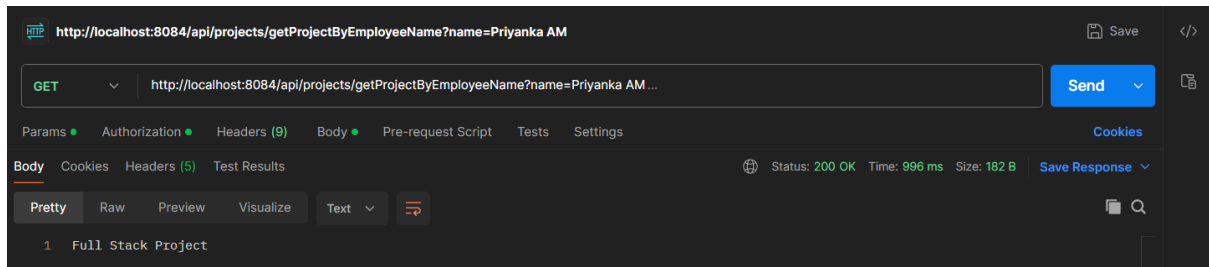 HTTP http://localhost:8084/api/projects/getProjectByEmployeeName?name=Priyanka AM Save </>
GET http://localhost:8084/api/projects/getProjectByEmployeeName?name=Priyanka AM ... Send
Params Authorization Headers (9) Body Pre-request Script Tests Settings Cookies
Body Cookies Headers (5) Test Results Status: 200 OK Time: 996 ms Size: 182 B Save Response
Pretty Raw Preview Visualize Text
1 Full Stack Project